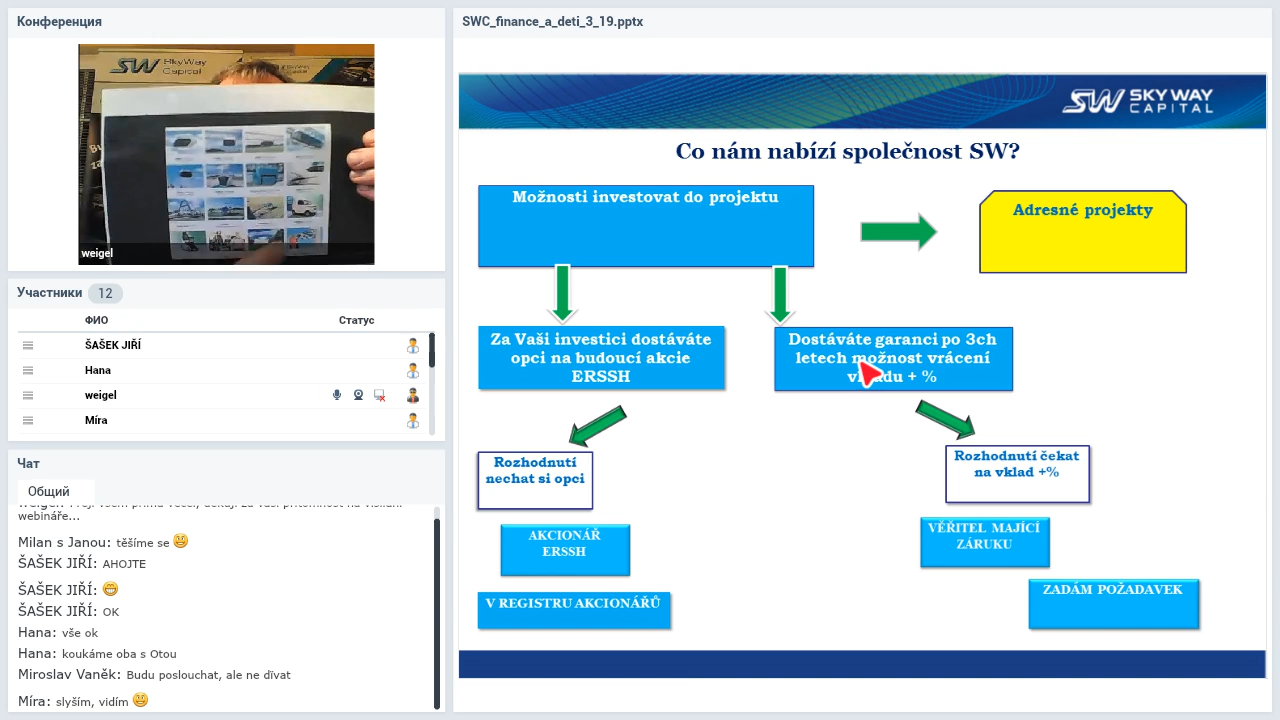 Конференция
SKYWAY
CAPITAL
weigel
Участники 12
ФИО Статус
ŠAŠEK JIŘÍ
Hana
weigel
Míra
Чат
Общий
webináře...
Milan s Janou: těšíme se
ŠAŠEK JIŘÍ: AHOJTE
ŠAŠEK JIŘÍ:
ŠAŠEK JIŘÍ: OK
Hana: vše ok
Hana: koukáme oba s Otou
Miroslav Vaněk: Budu poslouchat, ale ne dívat
Míra: slyším, vidím
SWC_finance_a_deti_3_19.pptx
SW SKY WAY
CAPITAL
Co nám nabízí společnost SW?
Možnosti investovat do projektu
Adresné projekty
Za Vaši investici dostáváte
opci na budoucí akcie
ERSSH
Dostáváte garanci po 3ch
letech možnost vrácení
vkladu + %
Rozhodnutí
nechat si opci
Rozhodnutí čekat
na vklad +%
AKCIONÁŘ
ERSSH
VĚŘITEL MAJÍCÍ
ZÁRUKU
V REGISTRU AKCIONÁŘŮ
ZADÁM POŽADAVEK